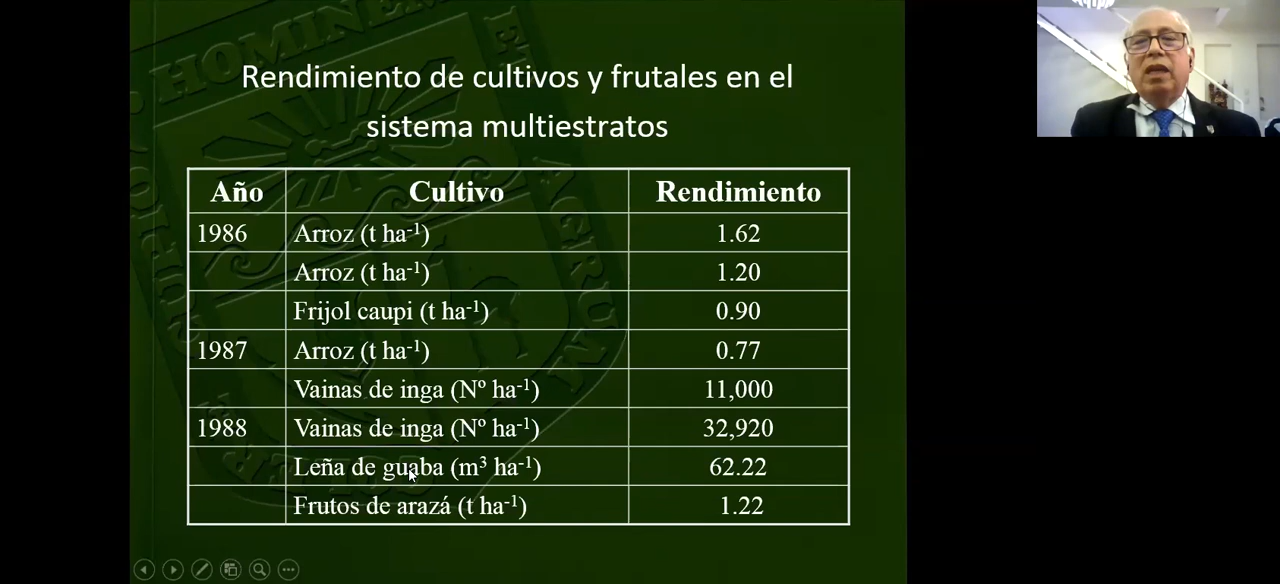 Rendimiento de cultivos y frutales en el
sistema multiestratos
Año Cultivo Rendimiento
1986 Arroz (t ha-1) 1.62
Arroz (t ha-1) 1.20
Frijol caupi (t ha-1) 0.90
1987 Arroz (t ha-1) 0.77
Vainas de inga (Nº ha-1) 11,000
1988 Vainas de inga (Nº ha-1) 32,920
Leña de guaba (m3 ha-1) 62.22
Frutos de arazá (t ha-1) 1.22
HOMINEM